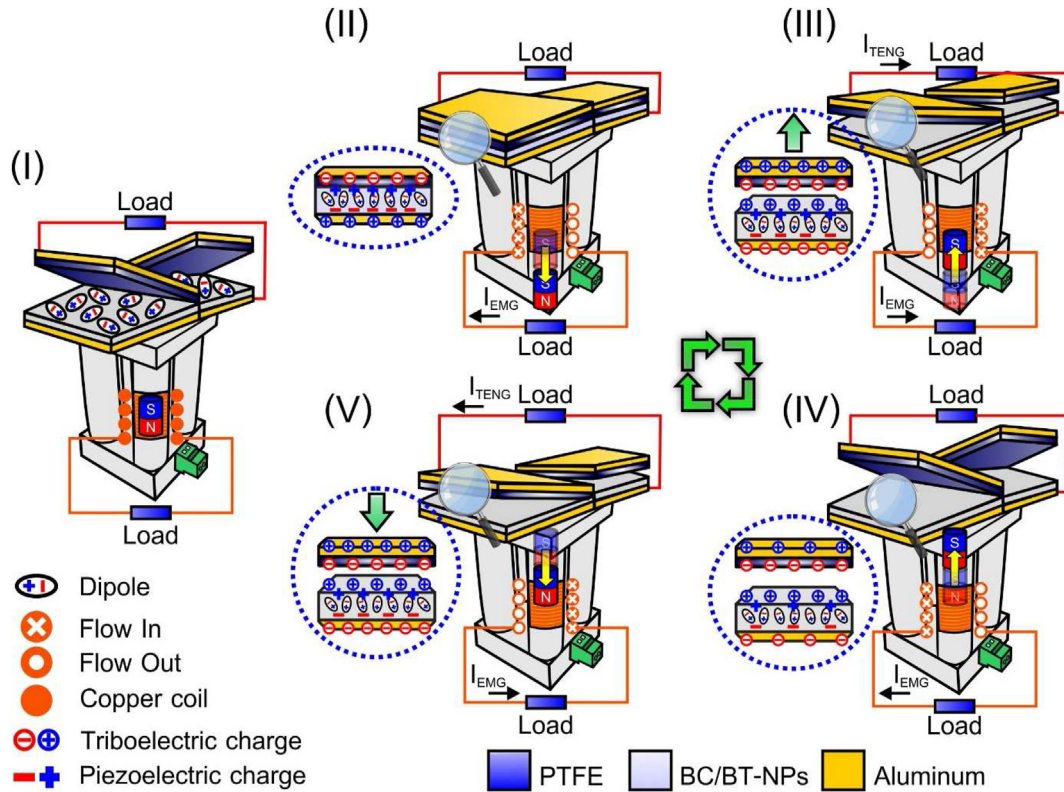 (I)
Load
S
N
Load
(II)
Load
S
S
N
I_EMG
Load
(III)
I_TENG
Load
S
I_EMG
Load
(V)
I_TENG
Load
S
N
I_EMG
Load
(IV)
Load
S
N
I_EMG
Load
Dipole
Flow In
Flow Out
Copper coil
Triboelectric charge
Piezoelectric charge
PTFE
BC/BT-NPs
Aluminum